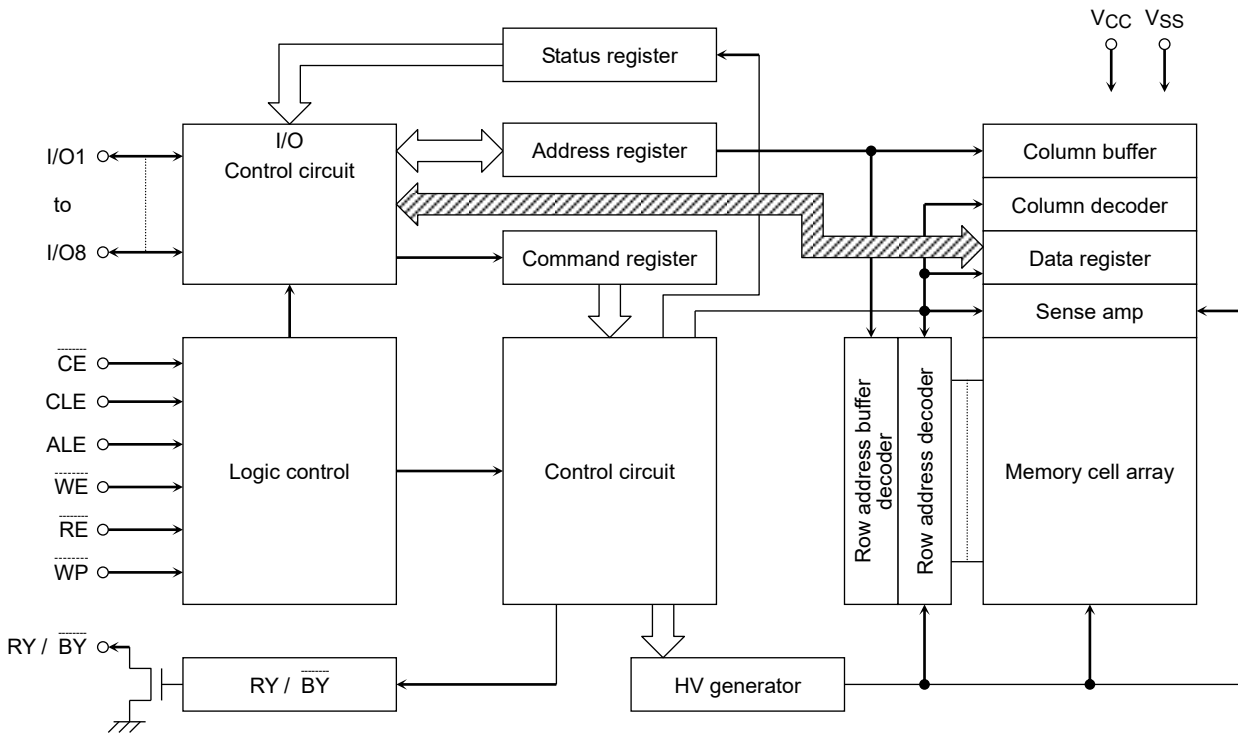 VCC VSS
Status register
I/O
Control circuit
I/O1
to
I/O8
Address register
Column buffer
Column decoder
Command register
Data register
Sense amp
CE
CLE
ALE
WE
RE
WP
Logic control
Control circuit
Row address buffer
decoder
Row address decoder
Memory cell array
RY / BY
RY / BY
HV generator